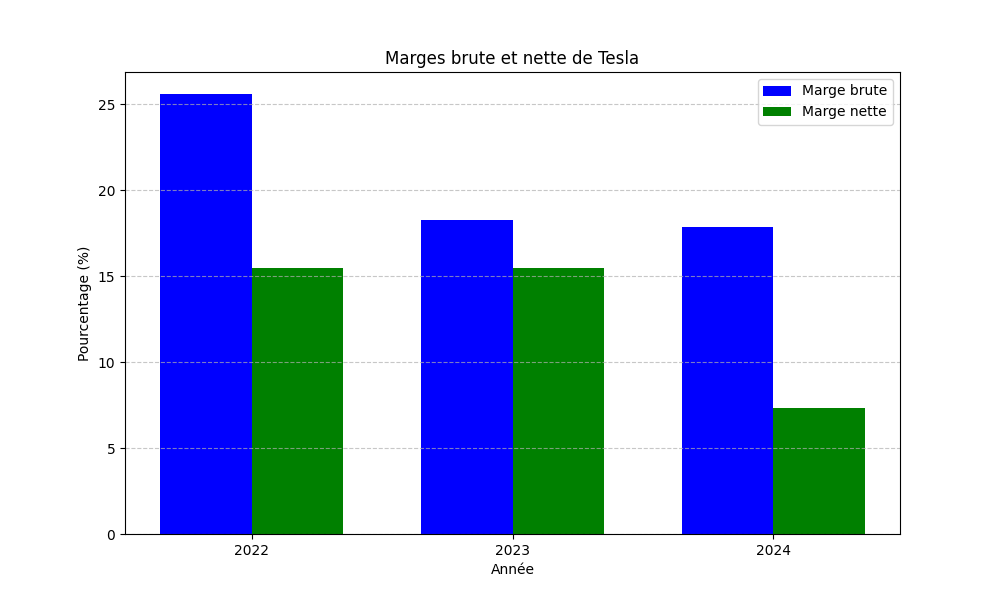 Marges brute et nette de Tesla
Marge brute
Marge nette
25
20
15
10
5
0
Pourcentage (%)
2022
2023
2024
Année